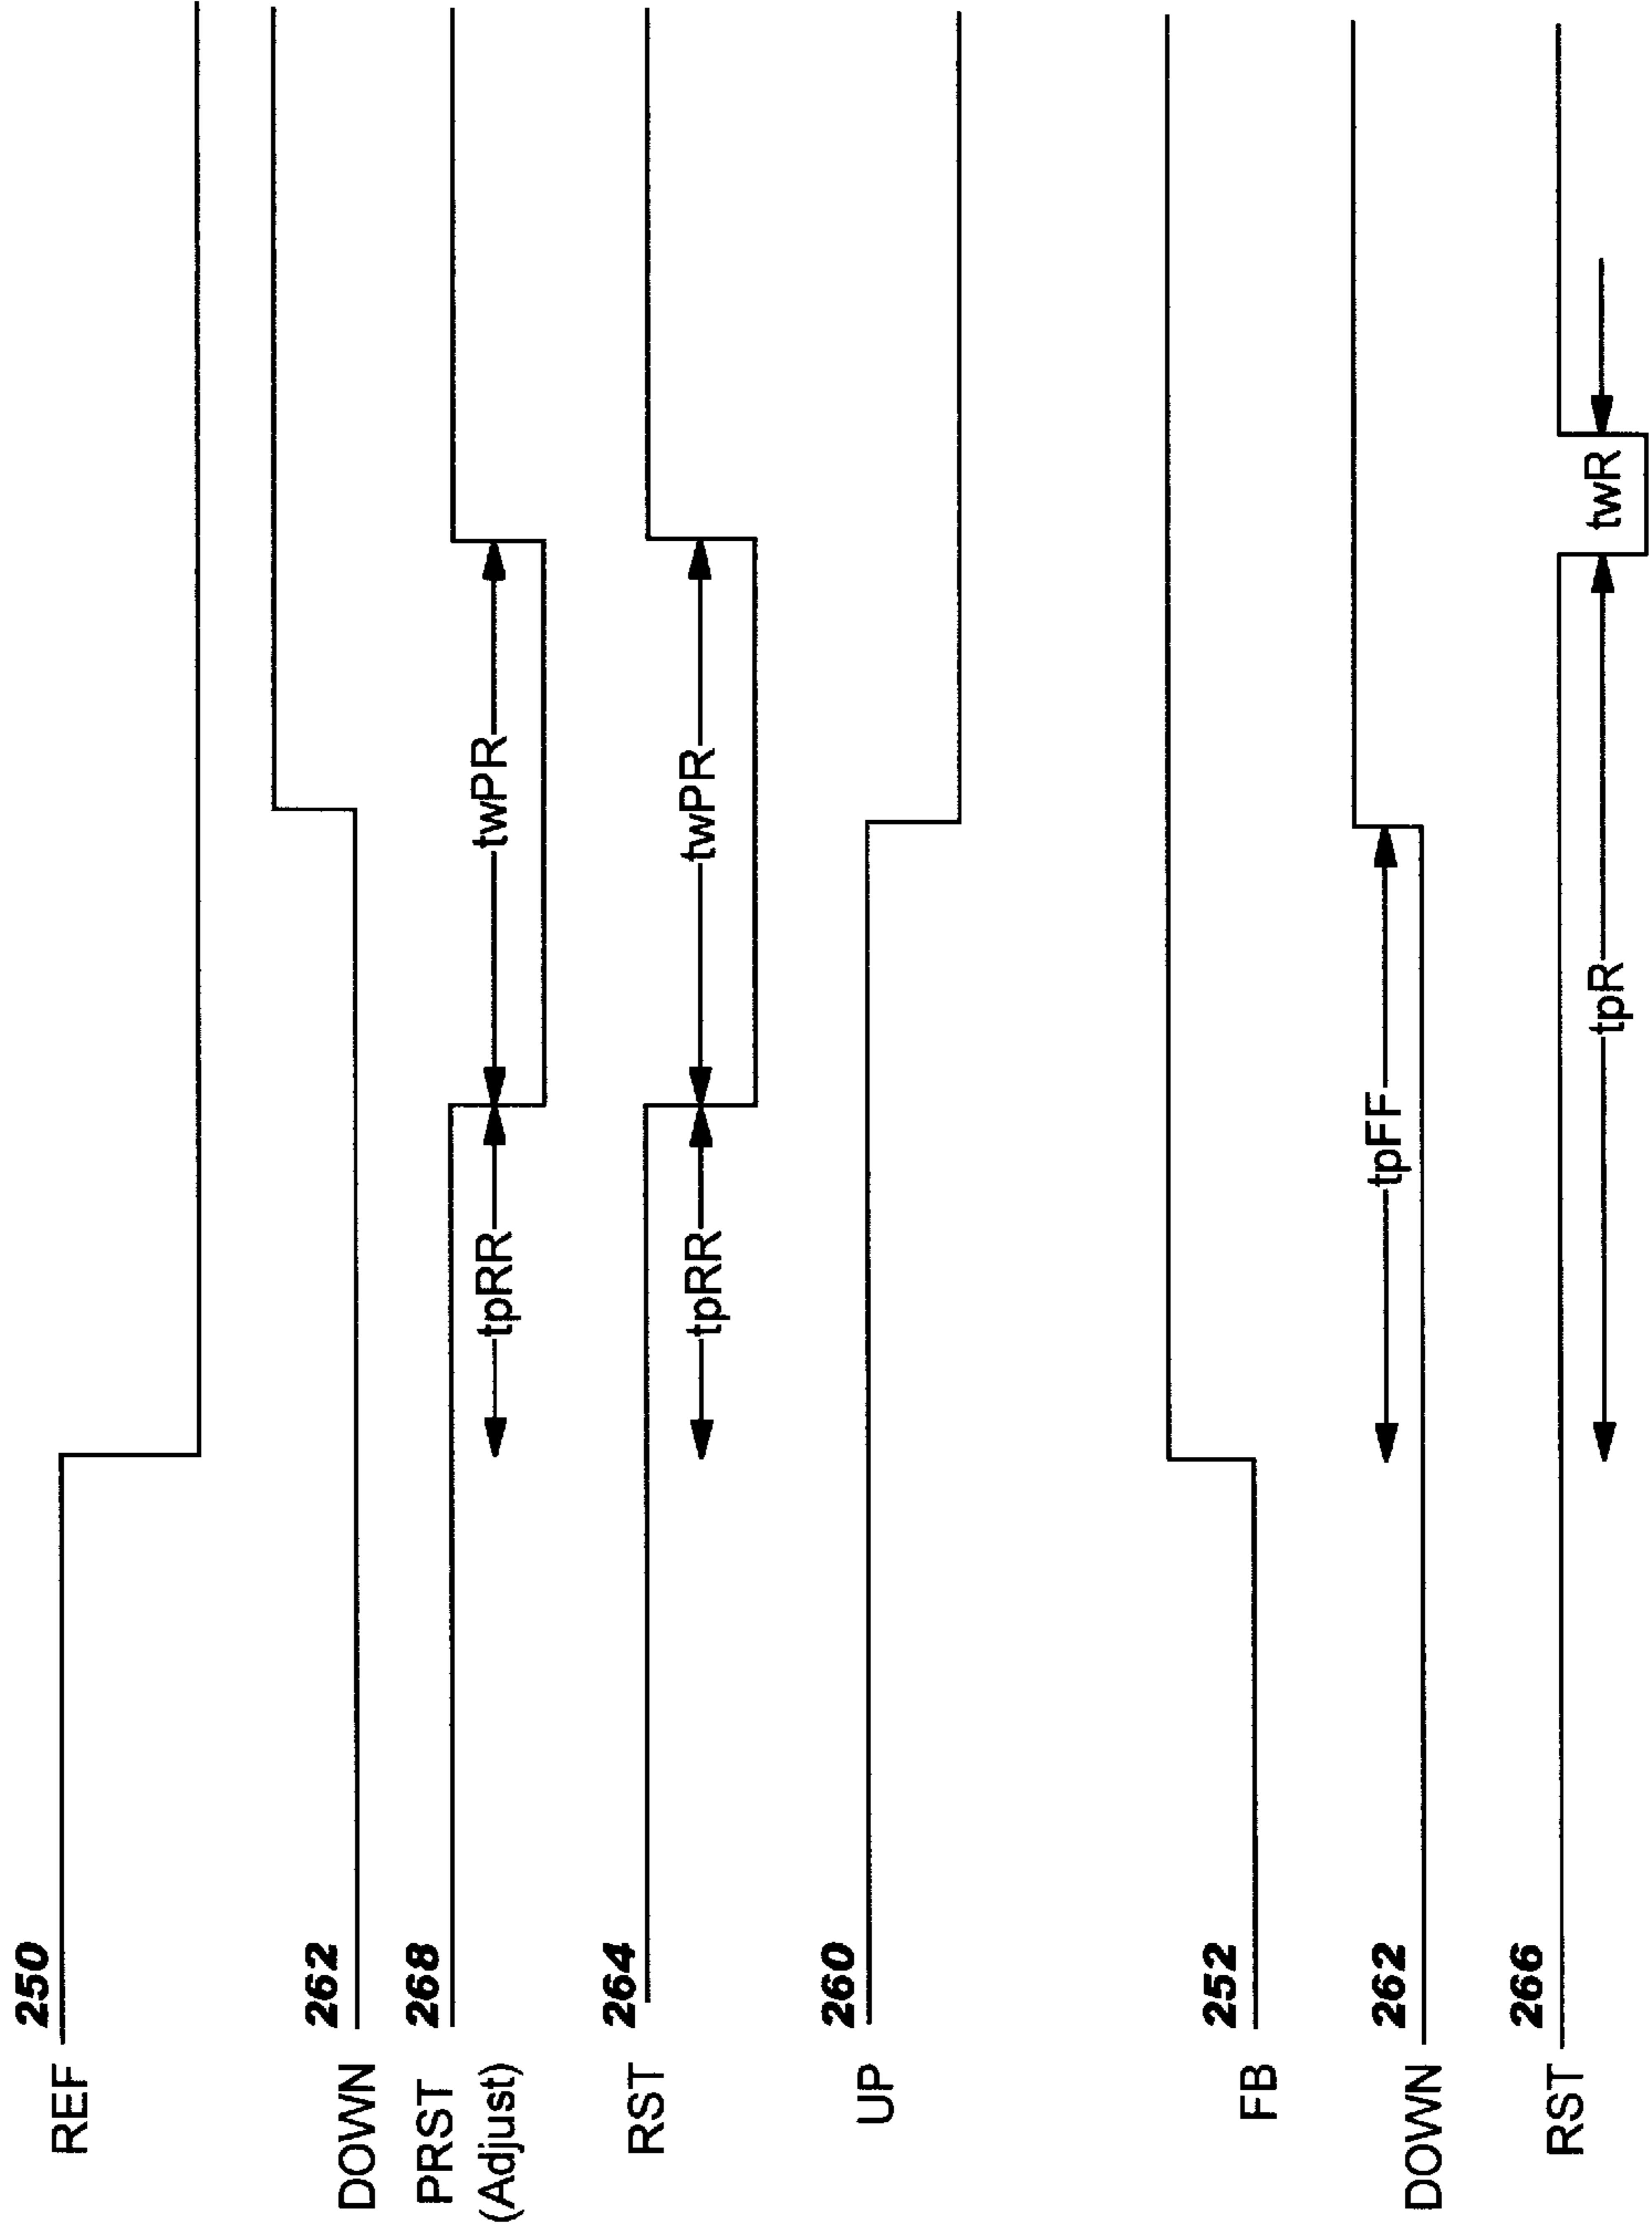 250
REF
262
DOWN
268
PRST
(Adjust)
tpRR
twPR
264
RST
tpRR
twPR
260
UP
252
FB
262
DOWN
tpFF
266
RST
tpR
twR